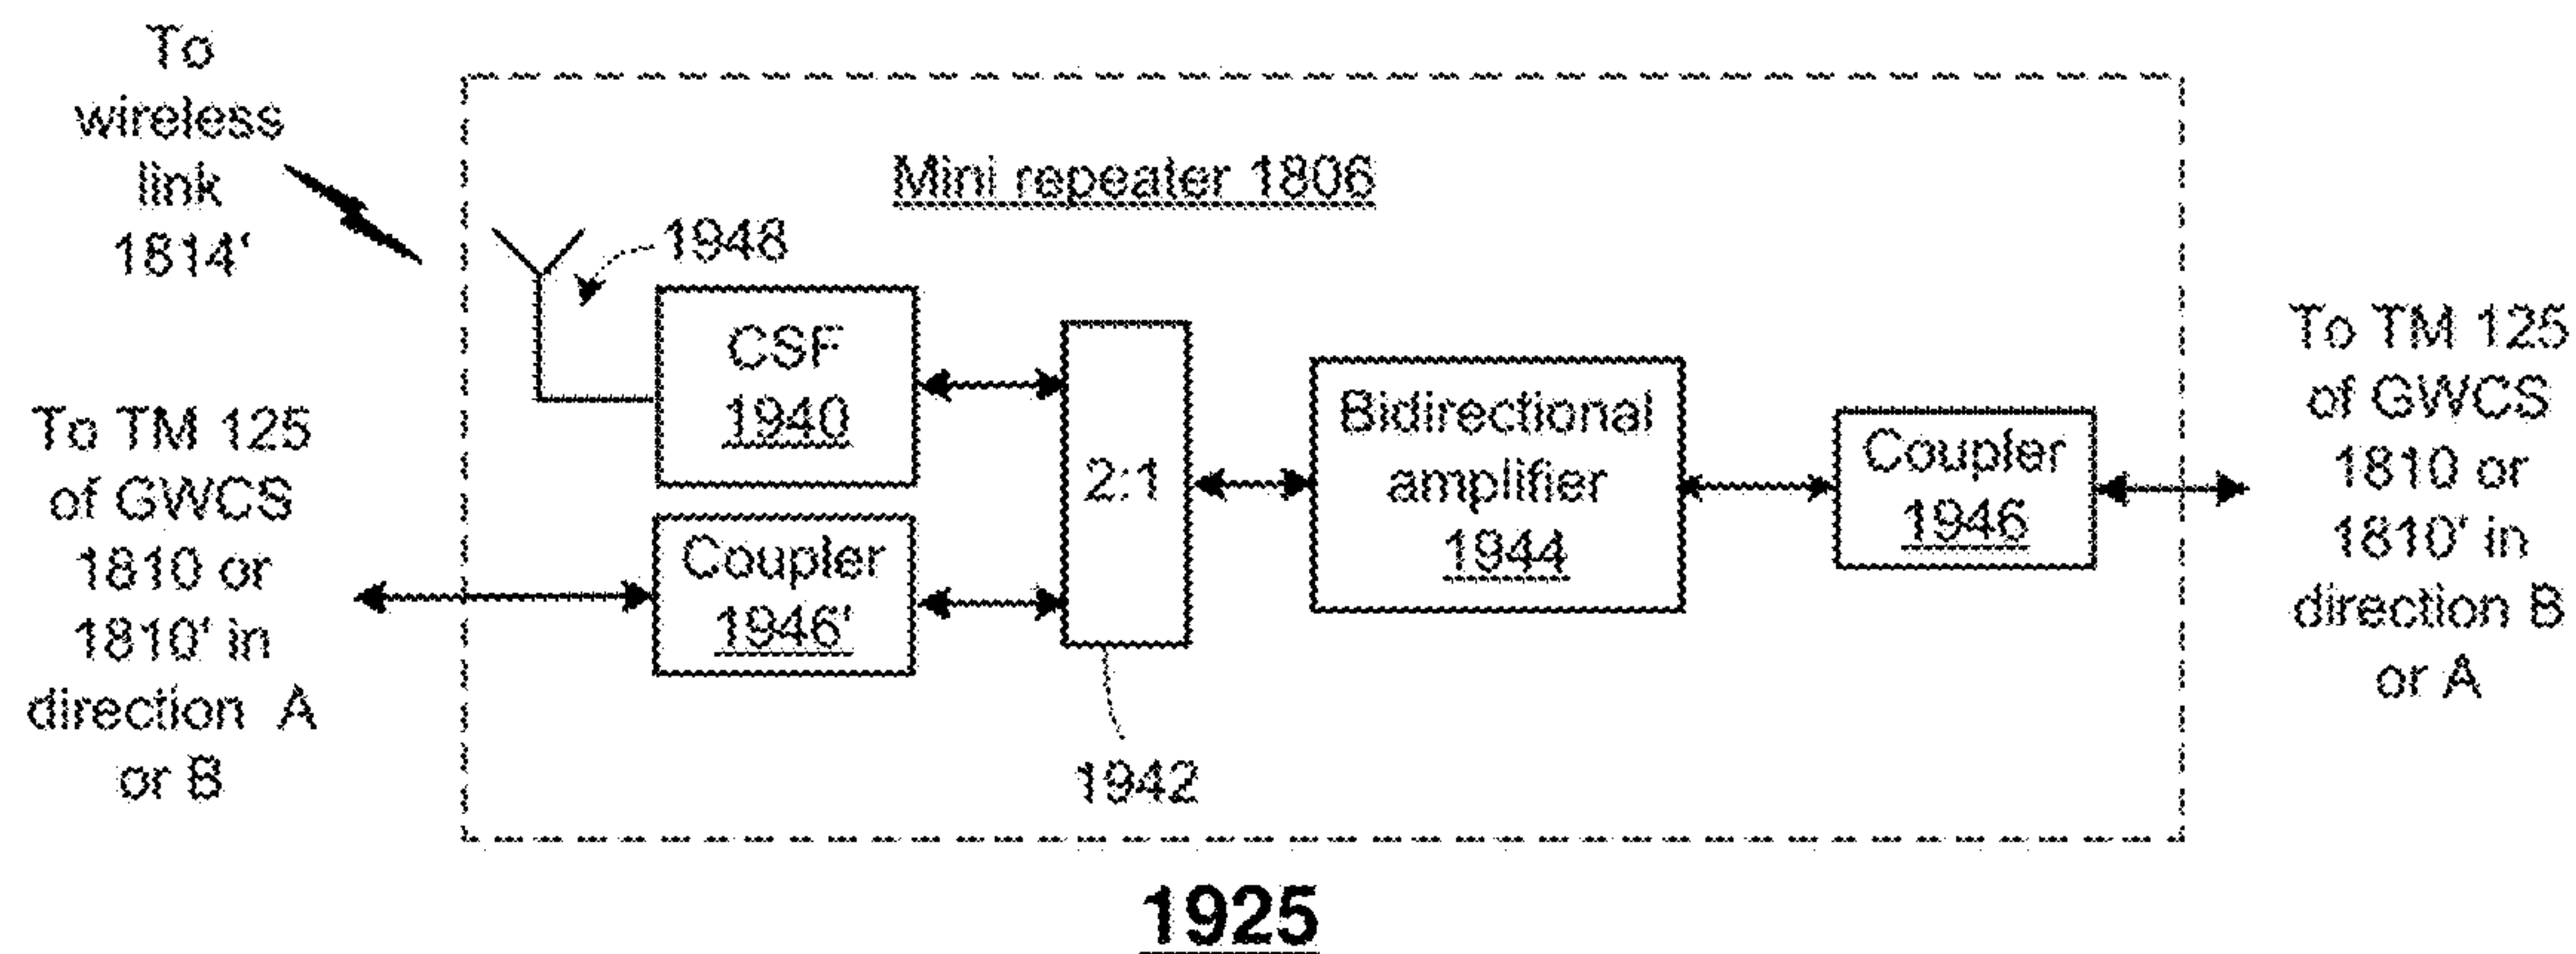 To
wireless
link
1814'
To TM 125
of GWCS
1810 or
1810' in
direction A
or B
Mini repeater 1806
1948
CSF
1940
Coupler
1946'
2:1
1942
Bidirectional
amplifier
1944
Coupler
1946
To TM 125
of GWCS
1810 or
1810' in
direction B
or A
1925